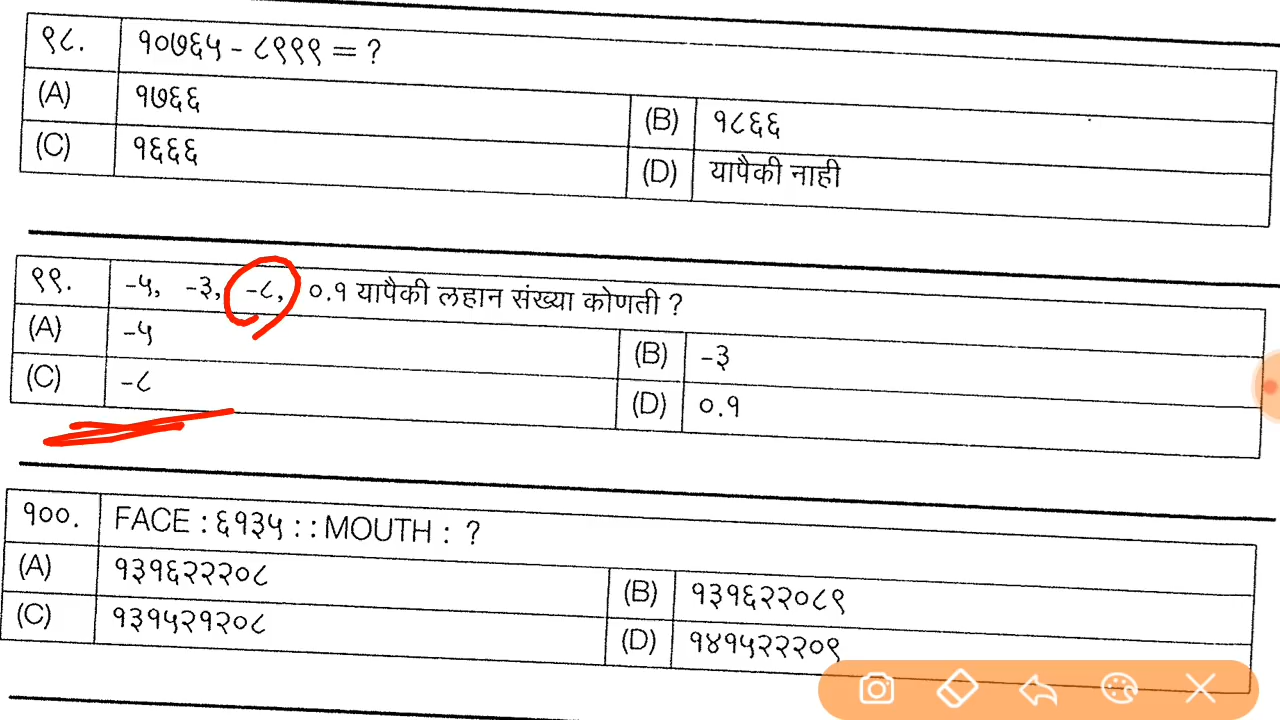 ९८. १०७६५ - ८९९९ = ?
(A) १७६६ (B) १८६६
(C) १६६६ (D) यापैकी नाही
९९. -५, -३, -८, ०.१ यापैकी लहान संख्या कोणती ?
(A) -५ (B) -३
(C) -८ (D) ०.१
१००. FACE : ६१३५ : : MOUTH : ?
(A) १३१६२२२०८ (B) १३१६२२०८९
(C) १३१५२१२०८ (D) १४१५२२२०९